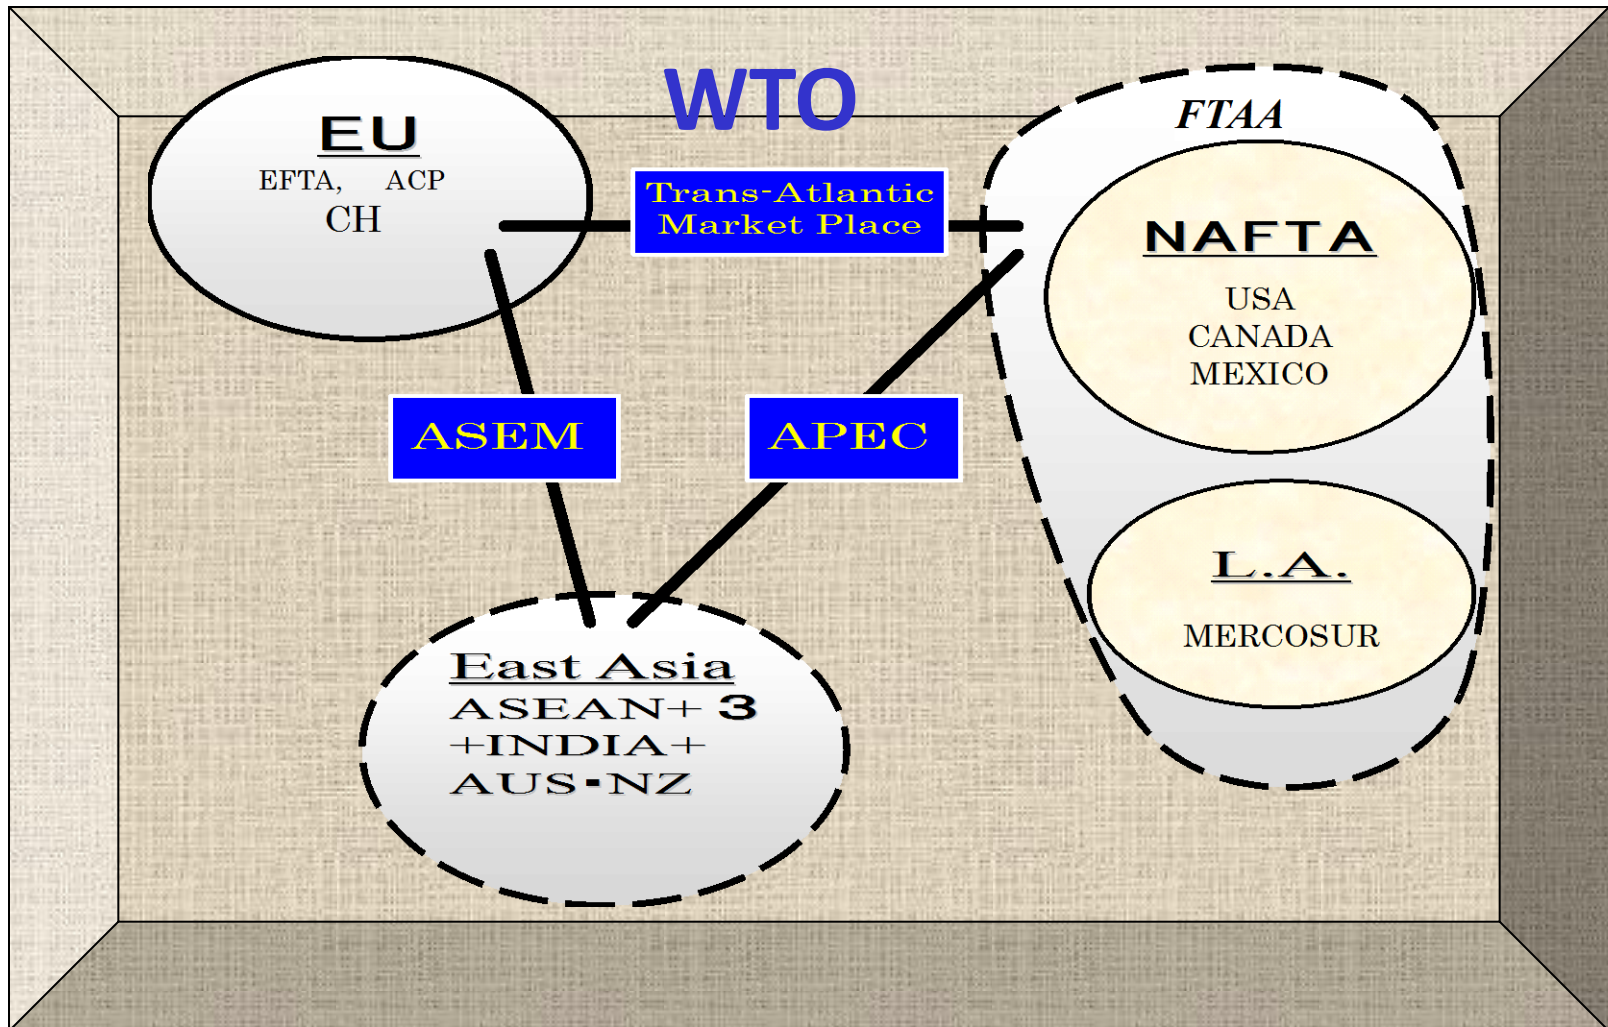 WTO
EU
EFTA, ACP
CH
Trans-Atlantic
Market Place
FTAA
NAFTA
USA
CANADA
MEXICO
ASEM
APEC
L.A.
MERCOSUR
East Asia
ASEAN+ 3
+INDIA+
AUS▪NZ